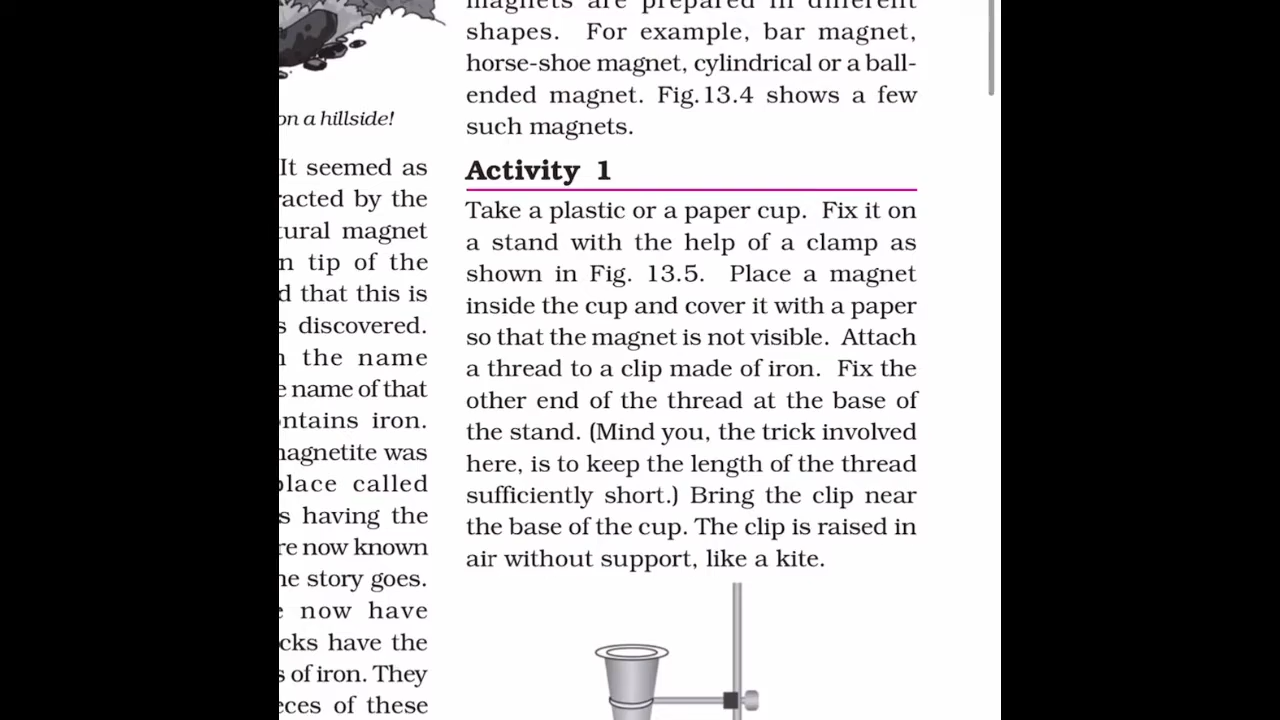 on a hillside!
It seemed as
acted by the
tural magnet
tip of the
that this is
discovered.
the name
name of that
ontains iron.
agnetite was
place called
s having the
re now known
story goes.
now have
cks have the
of iron. They
eces of these
magnets are prepared in different
shapes. For example, bar magnet,
horse-shoe magnet, cylindrical or a ball-
ended magnet. Fig.13.4 shows a few
such magnets.
Activity 1
Take a plastic or a paper cup. Fix it on
a stand with the help of a clamp as
shown in Fig. 13.5. Place a magnet
inside the cup and cover it with a paper
so that the magnet is not visible. Attach
a thread to a clip made of iron. Fix the
other end of the thread at the base of
the stand. (Mind you, the trick involved
here, is to keep the length of the thread
sufficiently short.) Bring the clip near
the base of the cup. The clip is raised in
air without support, like a kite.